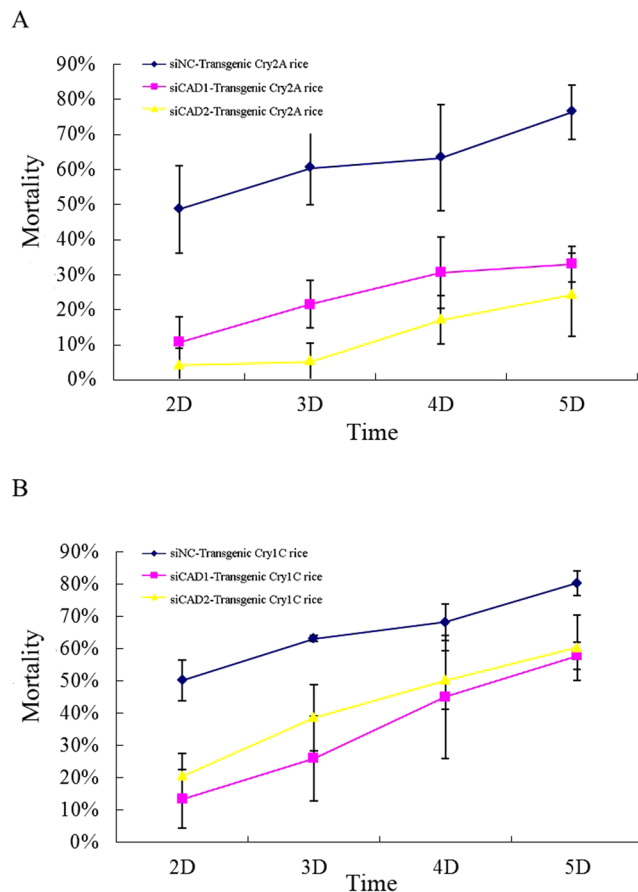 A
siNC-Transgenic Cry2A rice
siCAD1-Transgenic Cry2A rice
siCAD2-Transgenic Cry2A rice
90%
80%
70%
60%
50%
40%
30%
20%
10%
0%
Mortality
2D 3D 4D 5D
Time
B
siNC-Transgenic Cry1C rice
siCAD1-Transgenic Cry1C rice
siCAD2-Transgenic Cry1C rice
90%
80%
70%
60%
50%
40%
30%
20%
10%
0%
Mortality
2D 3D 4D 5D
Time